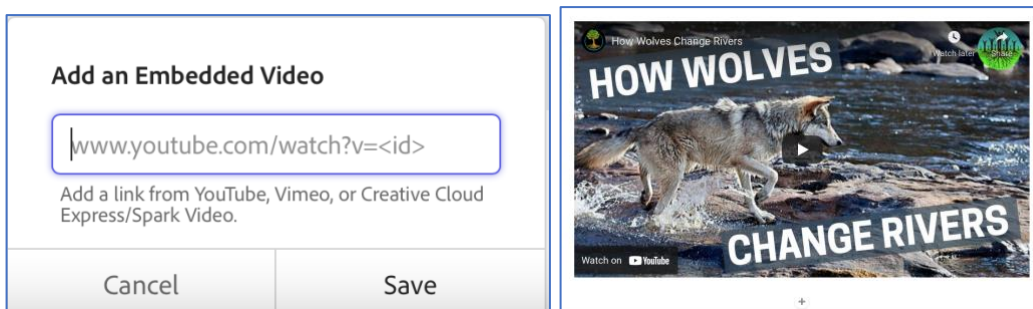 Add an Embedded Video
www.youtube.com/watch?v=<id>
Add a link from YouTube, Vimeo, or Creative Cloud
Express/Spark Video.
Cancel
Save
How Wolves Change Rivers
Watch later
Share
HOW WOLVES
CHANGE RIVERS
Watch on YouTube
+